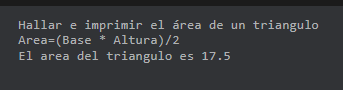 Hallar e imprimir el área de un triangulo
Area=(Base * Altura)/2
El area del triangulo es 17.5